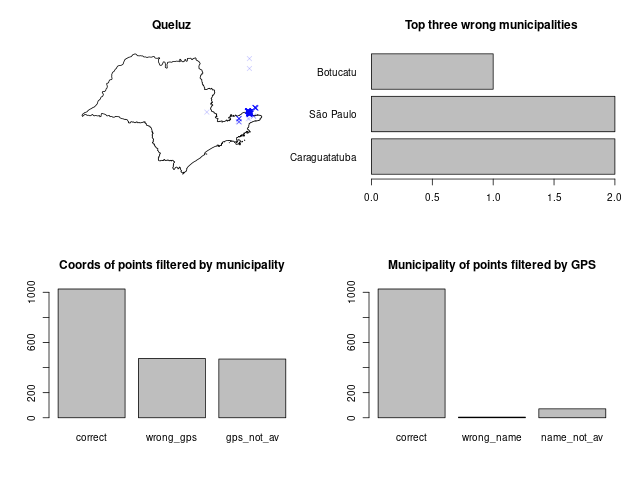 Queluz
Top three wrong municipalities
Botucatu
São Paulo
Caraguatatuba
0.0 0.5 1.0 1.5 2.0
Coords of points filtered by municipality
1000
600
200
0
correct wrong_gps gps_not_av
Municipality of points filtered by GPS
1000
600
200
0
correct wrong_name name_not_av